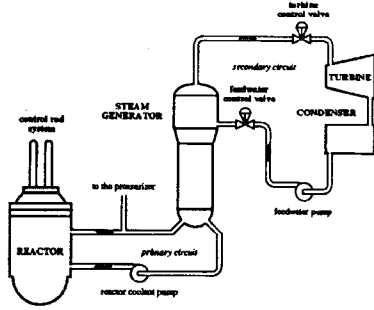 turbine
control valve
secondary circuit
TURBINE
feedwater
control valve
STEAM
GENERATOR
CONDENSER
control rod
system
to the pressurizer
feedwater pump
REACTOR
primary circuit
reactor coolant pump